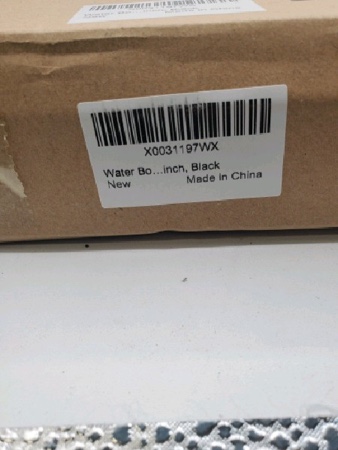 X0031197WX
Water Bo...inch, Black
New Made in China